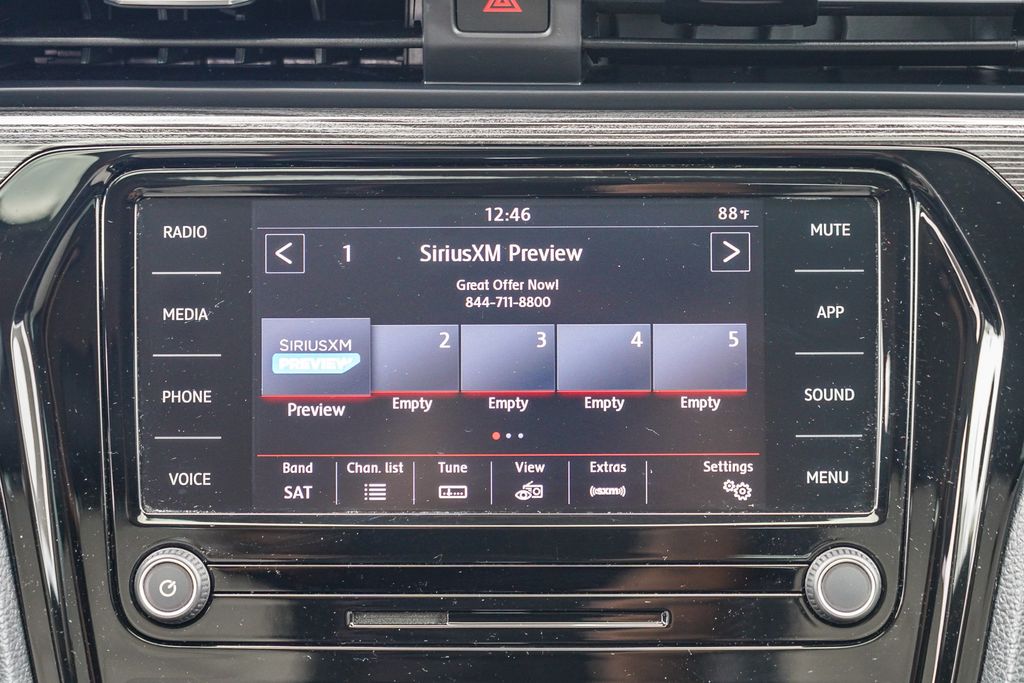 12:46
88°F
RADIO
MEDIA
PHONE
VOICE
1
SiriusXM Preview
Great Offer Now!
844-711-8800
SIRIUSXM
PREVIEW
2
3
4
5
Preview
Empty
Empty
Empty
Empty
Band
SAT
Chan. list
Tune
View
Extras
((sxm))
Settings
MUTE
APP
SOUND
MENU